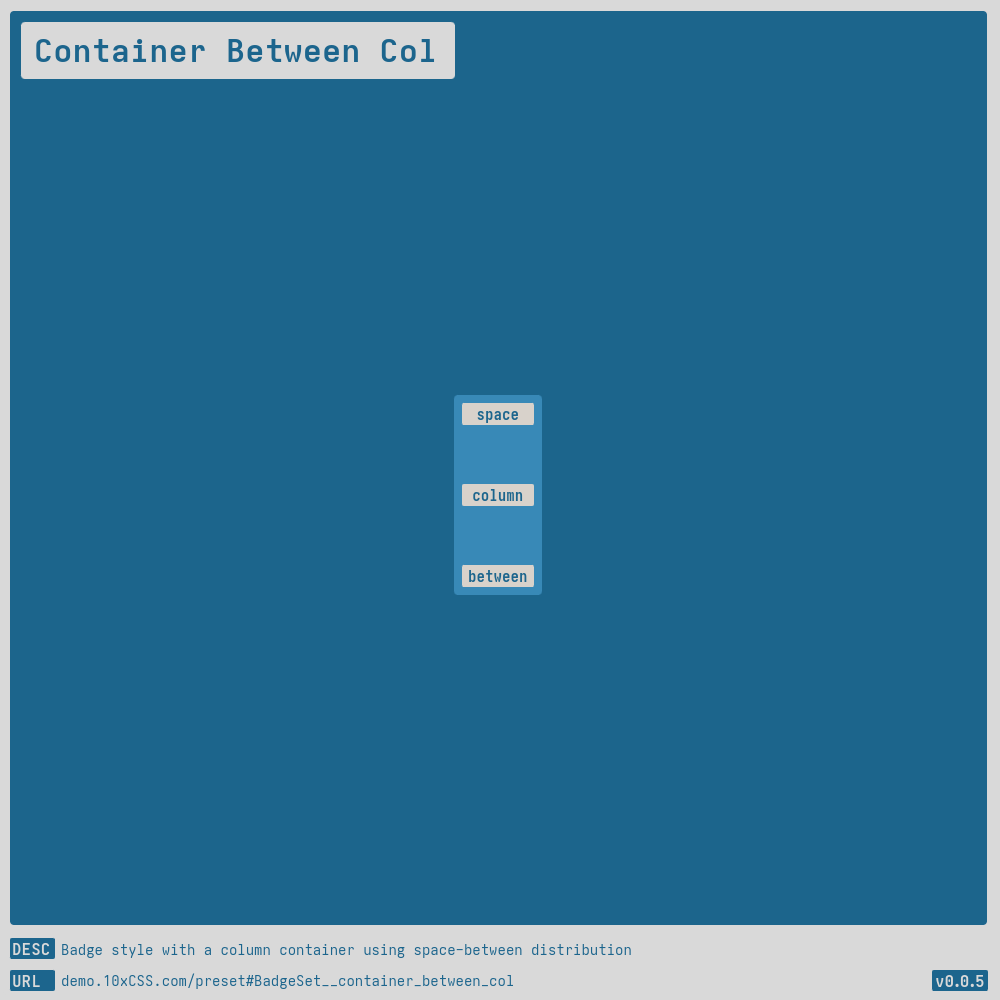 Container Between Col
space
column
between
DESC Badge style with a column container using space-between distribution
URL demo.10xCSS.com/preset#BadgeSet__container_between_col
v0.0.5